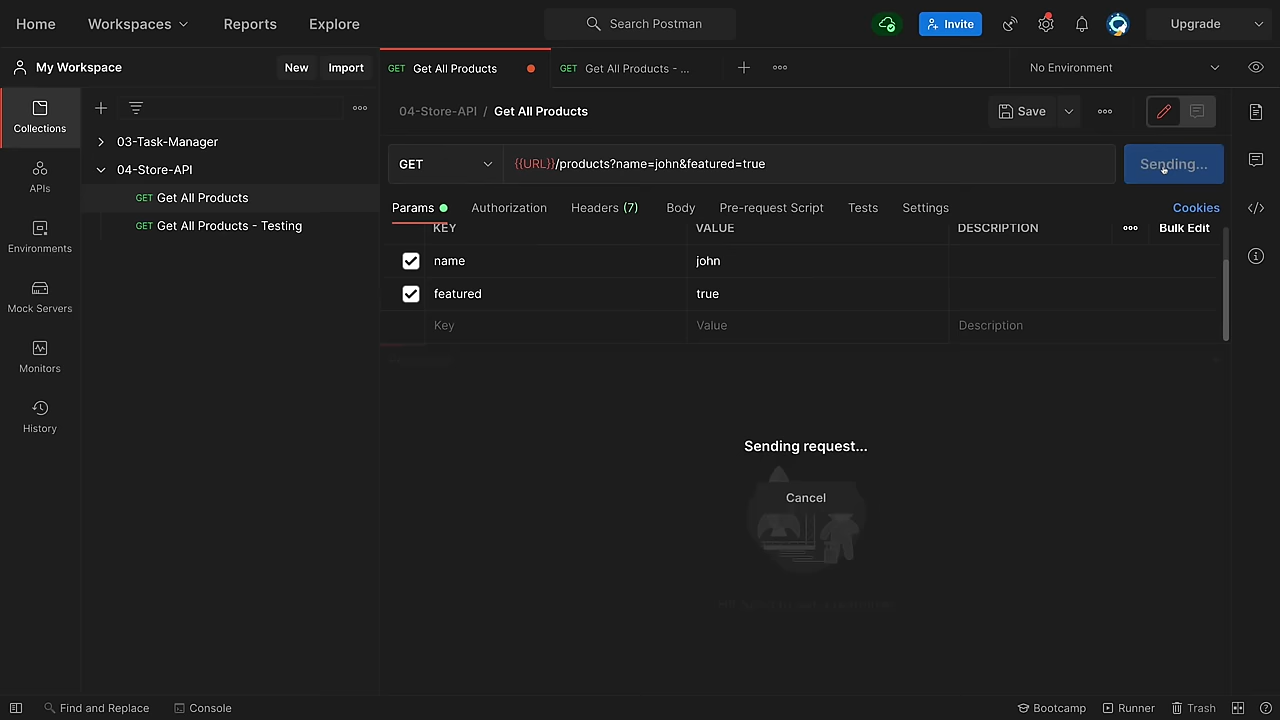 Home
Workspaces
Reports
Explore
Search Postman
Invite
Upgrade
My Workspace
New
Import
GET Get All Products
GET Get All Products - ...
No Environment
Collections
03-Task-Manager
04-Store-API
GET Get All Products
GET Get All Products - Testing
APIs
Environments
Mock Servers
Monitors
History
04-Store-API / Get All Products
Save
GET
{{URL}}/products?name=john&featured=true
Sending...
Params
Authorization
Headers (7)
Body
Pre-request Script
Tests
Settings
Cookies
KEY
VALUE
DESCRIPTION
Bulk Edit
name
john
featured
true
Key
Value
Description
Sending request...
Cancel
Find and Replace
Console
Bootcamp
Runner
Trash